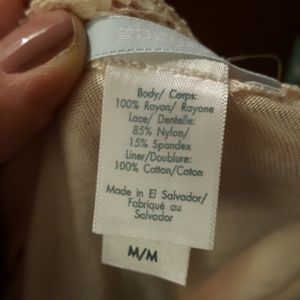 Body/ Corps:
100% Rayon/ Rayone
Lace/ Dentelle:
85% Nylon/
15% Spandex
Liner/Doublure:
100% Cotton/Coton
Made in El Salvador/
Fabriqué au
Salvador
M/M